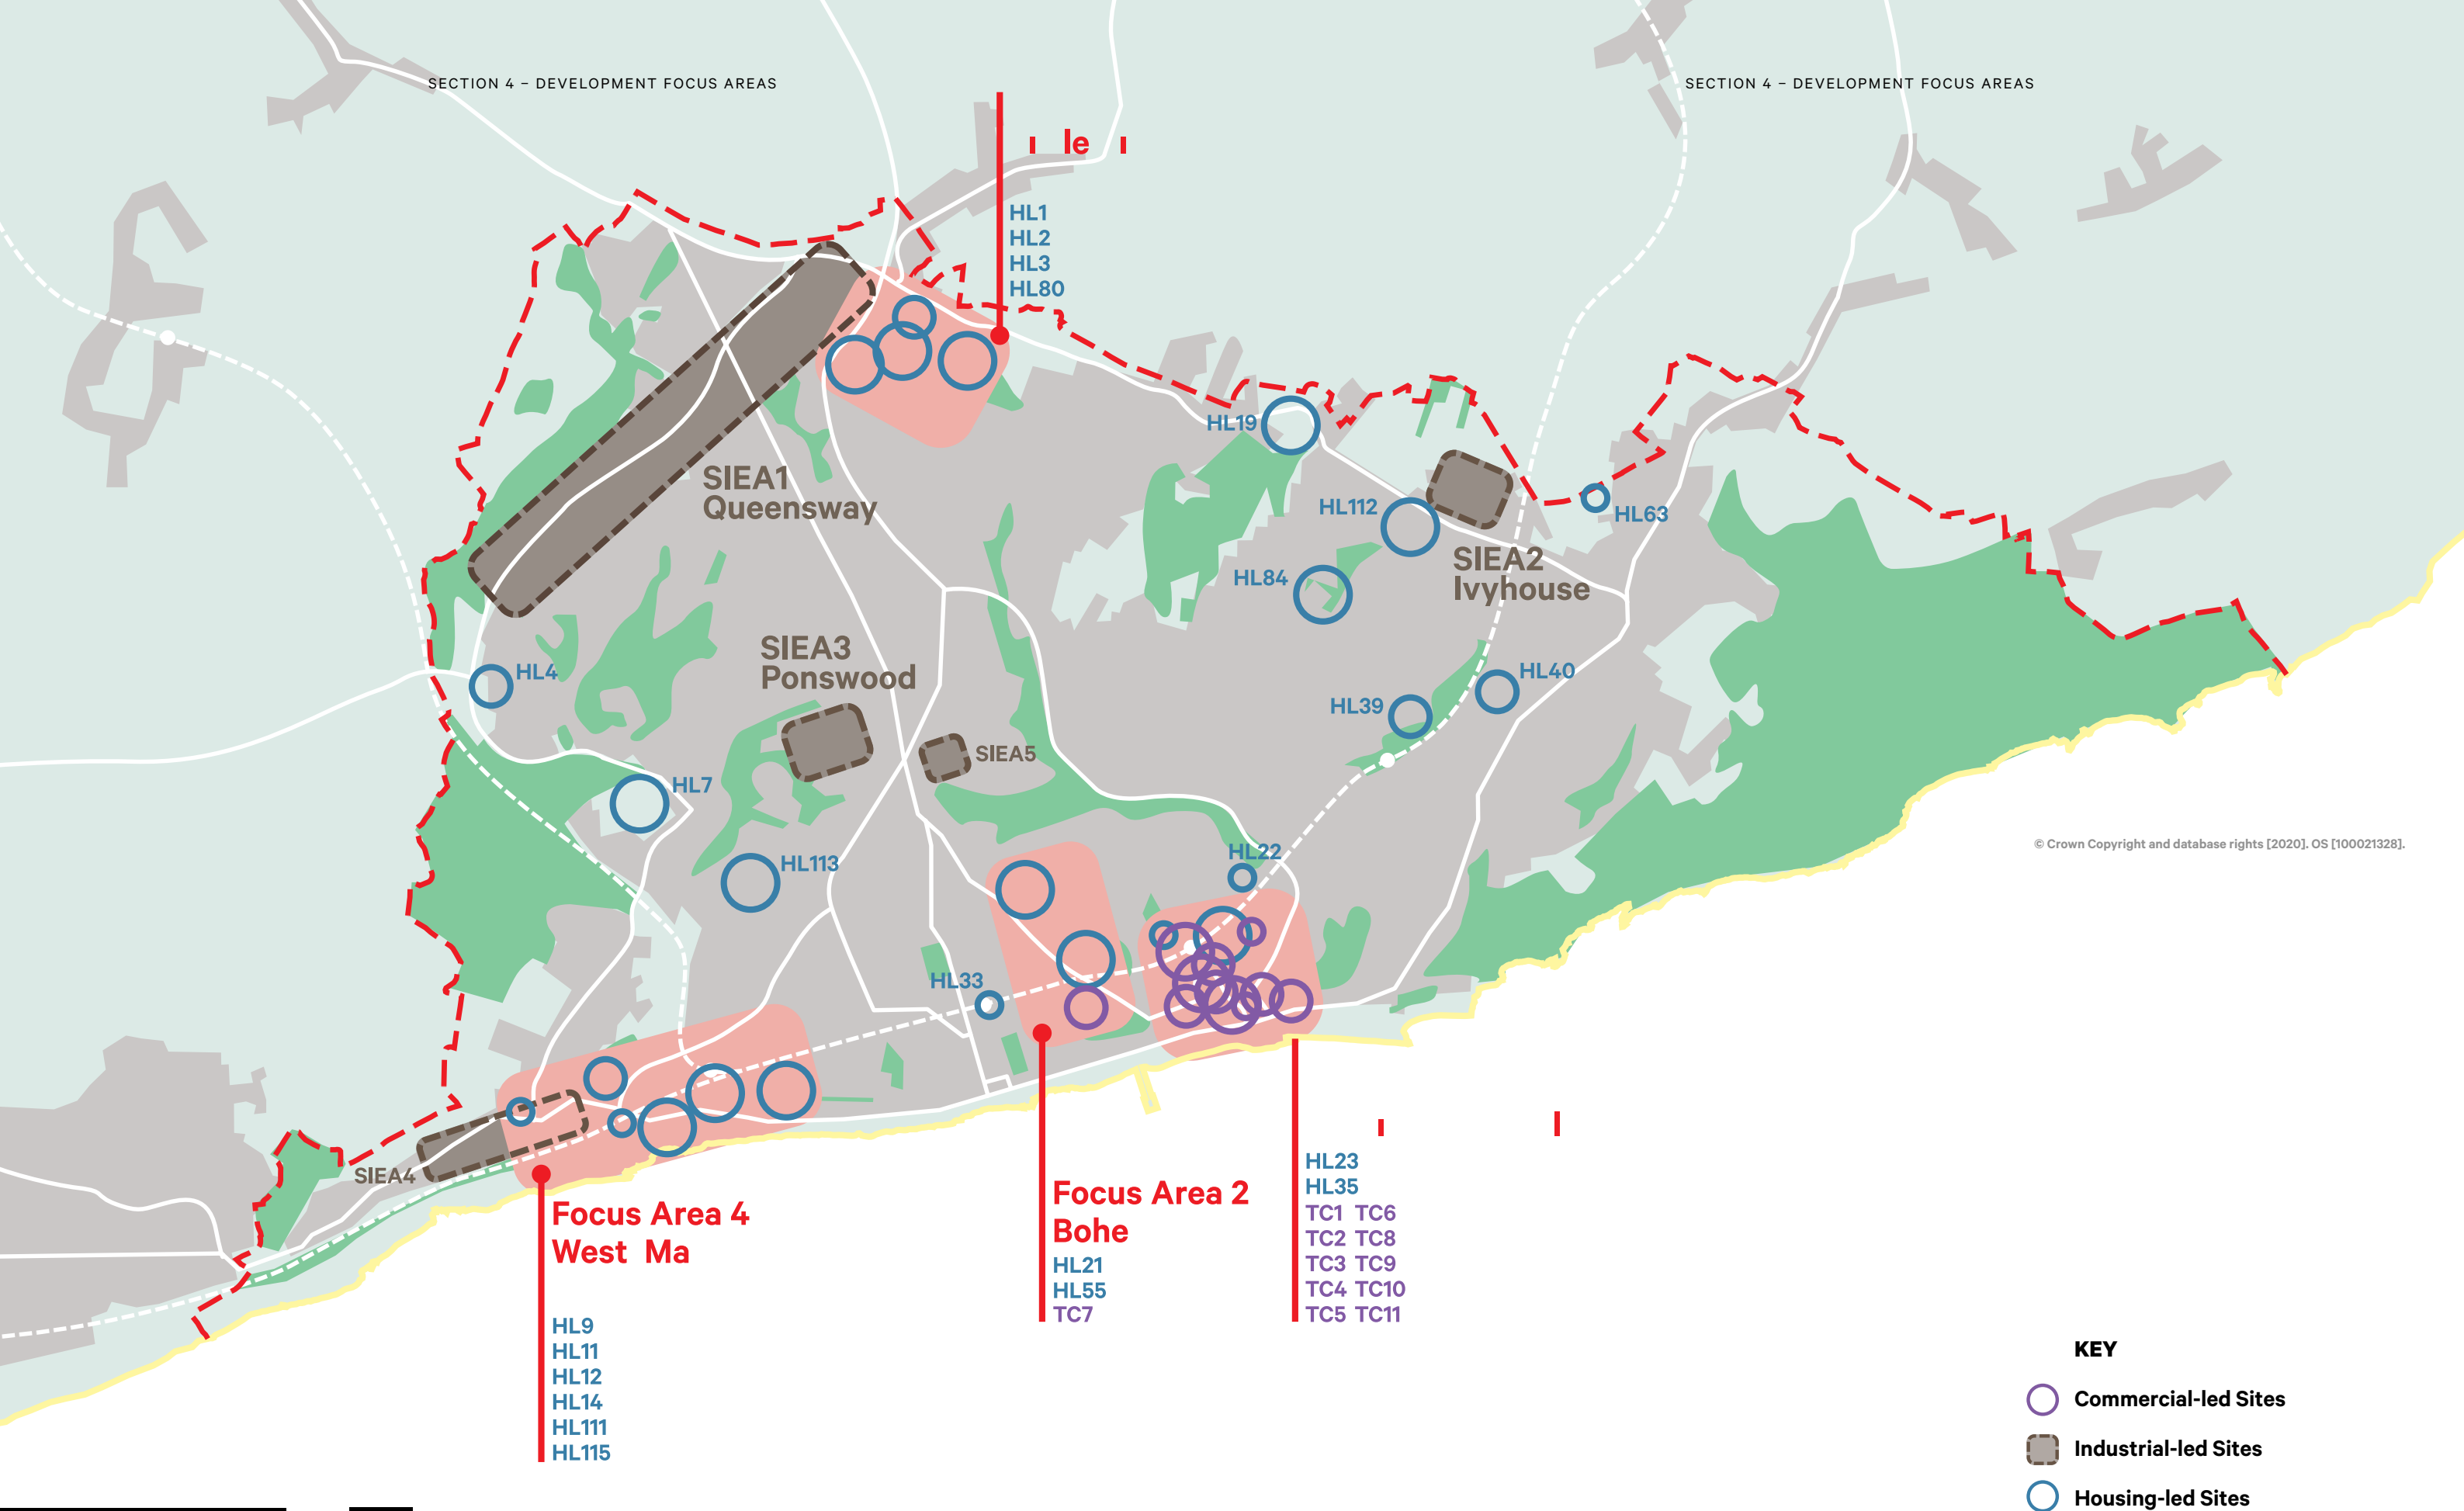 SECTION 4 – DEVELOPMENT FOCUS AREAS
SECTION 4 – DEVELOPMENT FOCUS AREAS
le
HL1
HL2
HL3
HL80
HL19
HL112
HL63
SIEA1
Queensway
SIEA2
Ivyhouse
HL84
SIEA3
Ponswood
HL4
HL40
HL39
SIEA5
HL7
© Crown Copyright and database rights [2020]. OS [100021328].
HL22
HL113
HL33
SIEA4
Focus Area 4
West Ma
HL9
HL11
HL12
HL14
HL111
HL115
Focus Area 2
Bohe
HL21
HL55
TC7
HL23
HL35
TC1 TC6
TC2 TC8
TC3 TC9
TC4 TC10
TC5 TC11
KEY
Commercial-led Sites
Industrial-led Sites
Housing-led Sites